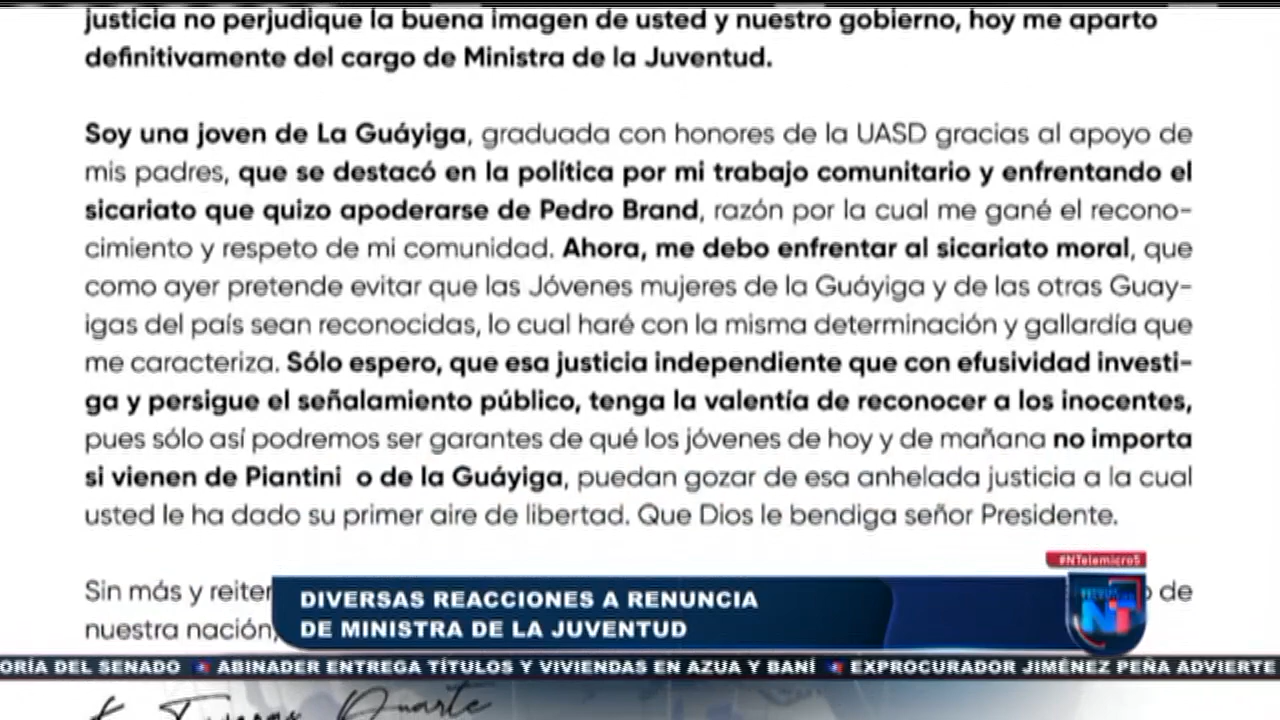 justicia no perjudique la buena imagen de usted y nuestro gobierno, hoy me aparto
definitivamente del cargo de Ministra de la Juventud.
Soy una joven de La Guáyiga, graduada con honores de la UASD gracias al apoyo de
mis padres, que se destacó en la política por mi trabajo comunitario y enfrentando el
sicariato que quizo apoderarse de Pedro Brand, razón por la cual me gané el recono-
cimiento y respeto de mi comunidad. Ahora, me debo enfrentar al sicariato moral, que
como ayer pretende evitar que las Jóvenes mujeres de la Guáyiga y de las otras Guay-
igas del país sean reconocidas, lo cual haré con la misma determinación y gallardía que
me caracteriza. Sólo espero, que esa justicia independiente que con efusividad investi-
ga y persigue el señalamiento público, tenga la valentía de reconocer a los inocentes,
pues sólo así podremos ser garantes de qué los jóvenes de hoy y de mañana no importa
si vienen de Piantini o de la Guáyiga, puedan gozar de esa anhelada justicia a la cual
usted le ha dado su primer aire de libertad. Que Dios le bendiga señor Presidente.
#NTelemicro5
Sin más y reiter de
nuestra nación,
DIVERSAS REACCIONES A RENUNCIA
DE MINISTRA DE LA JUVENTUD
NT
ORÍA DEL SENADO ABINADER ENTREGA TÍTULOS Y VIVIENDAS EN AZUA Y BANÍ EXPROCURADOR JIMÉNEZ PEÑA ADVIERTE
Taveras Duarte